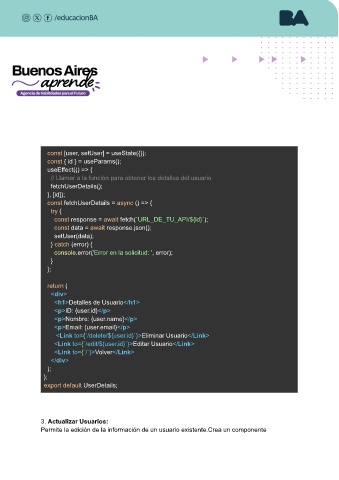 /educacionBA
BA
Buenos Aires
aprende
Agencia de Habilidades para el Futuro
const [user, setUser] = useState({});
const { id } = useParams();
useEffect(() => {
// Llamar a la función para obtener los detalles del usuario
fetchUserDetails();
}, [id]);
const fetchUserDetails = async () => {
try {
const response = await fetch(`URL_DE_TU_API/${id}`);
const data = await response.json();
setUser(data);
} catch (error) {
console.error('Error en la solicitud: ', error);
}
};
return (
<div>
<h1>Detalles de Usuario</h1>
<p>ID: {user.id}</p>
<p>Nombre: {user.name}</p>
<p>Email: {user.email}</p>
<Link to={`/delete/${user.id}`}>Eliminar Usuario</Link>
<Link to={`/edit/${user.id}`}>Editar Usuario</Link>
<Link to={`/`}>Volver</Link>
</div>
);
};
export default UserDetails;
3. Actualizar Usuarios:
Permite la edición de la información de un usuario existente.Crea un componente